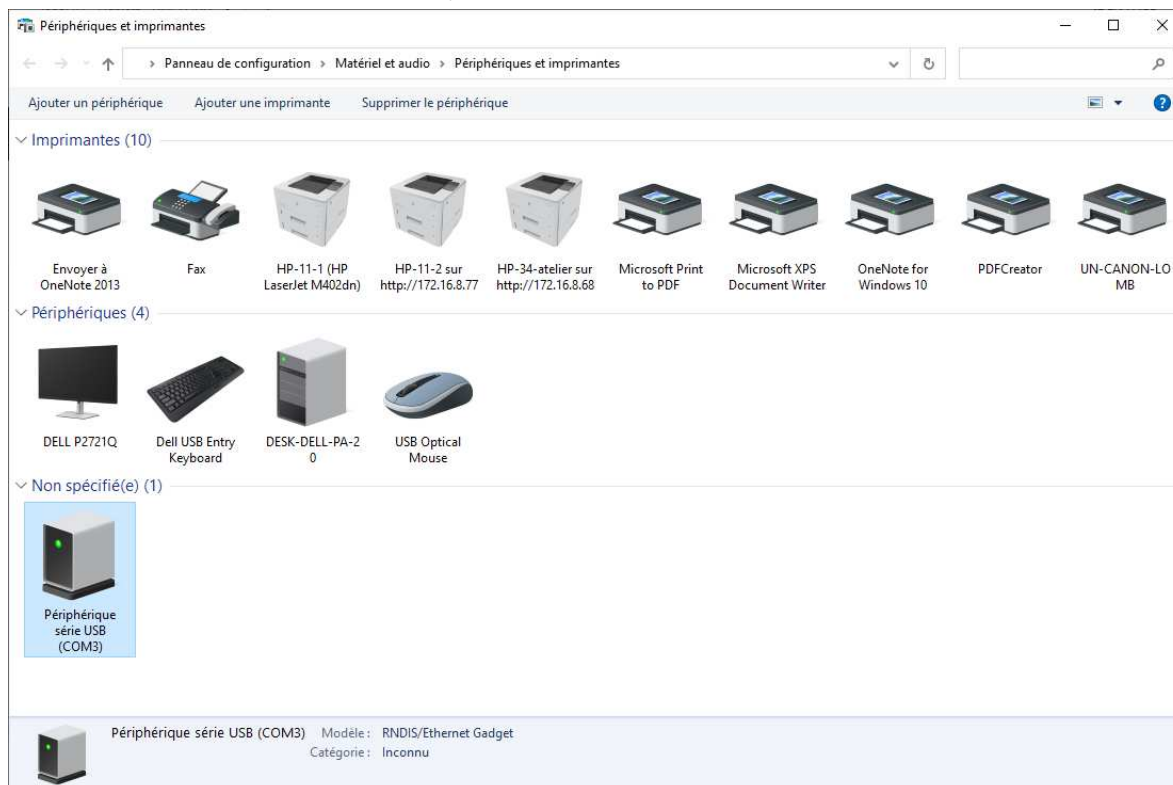 Périphériques et imprimantes
Panneau de configuration › Matériel et audio › Périphériques et imprimantes
Ajouter un périphérique Ajouter une imprimante Supprimer le périphérique
Imprimantes (10)
Envoyer à
OneNote 2013
Fax
HP-11-1 (HP
LaserJet M402dn)
HP-11-2 sur
http://172.16.8.77
HP-34-atelier sur
http://172.16.8.68
Microsoft Print
to PDF
Microsoft XPS
Document Writer
OneNote for
Windows 10
PDFCreator
UN-CANON-LO
MB
Périphériques (4)
DELL P2721Q
Dell USB Entry
Keyboard
DESK-DELL-PA-2
0
USB Optical
Mouse
Non spécifié(e) (1)
Périphérique
série USB
(COM3)
Périphérique série USB (COM3) Modèle : RNDIS/Ethernet Gadget
Catégorie : Inconnu